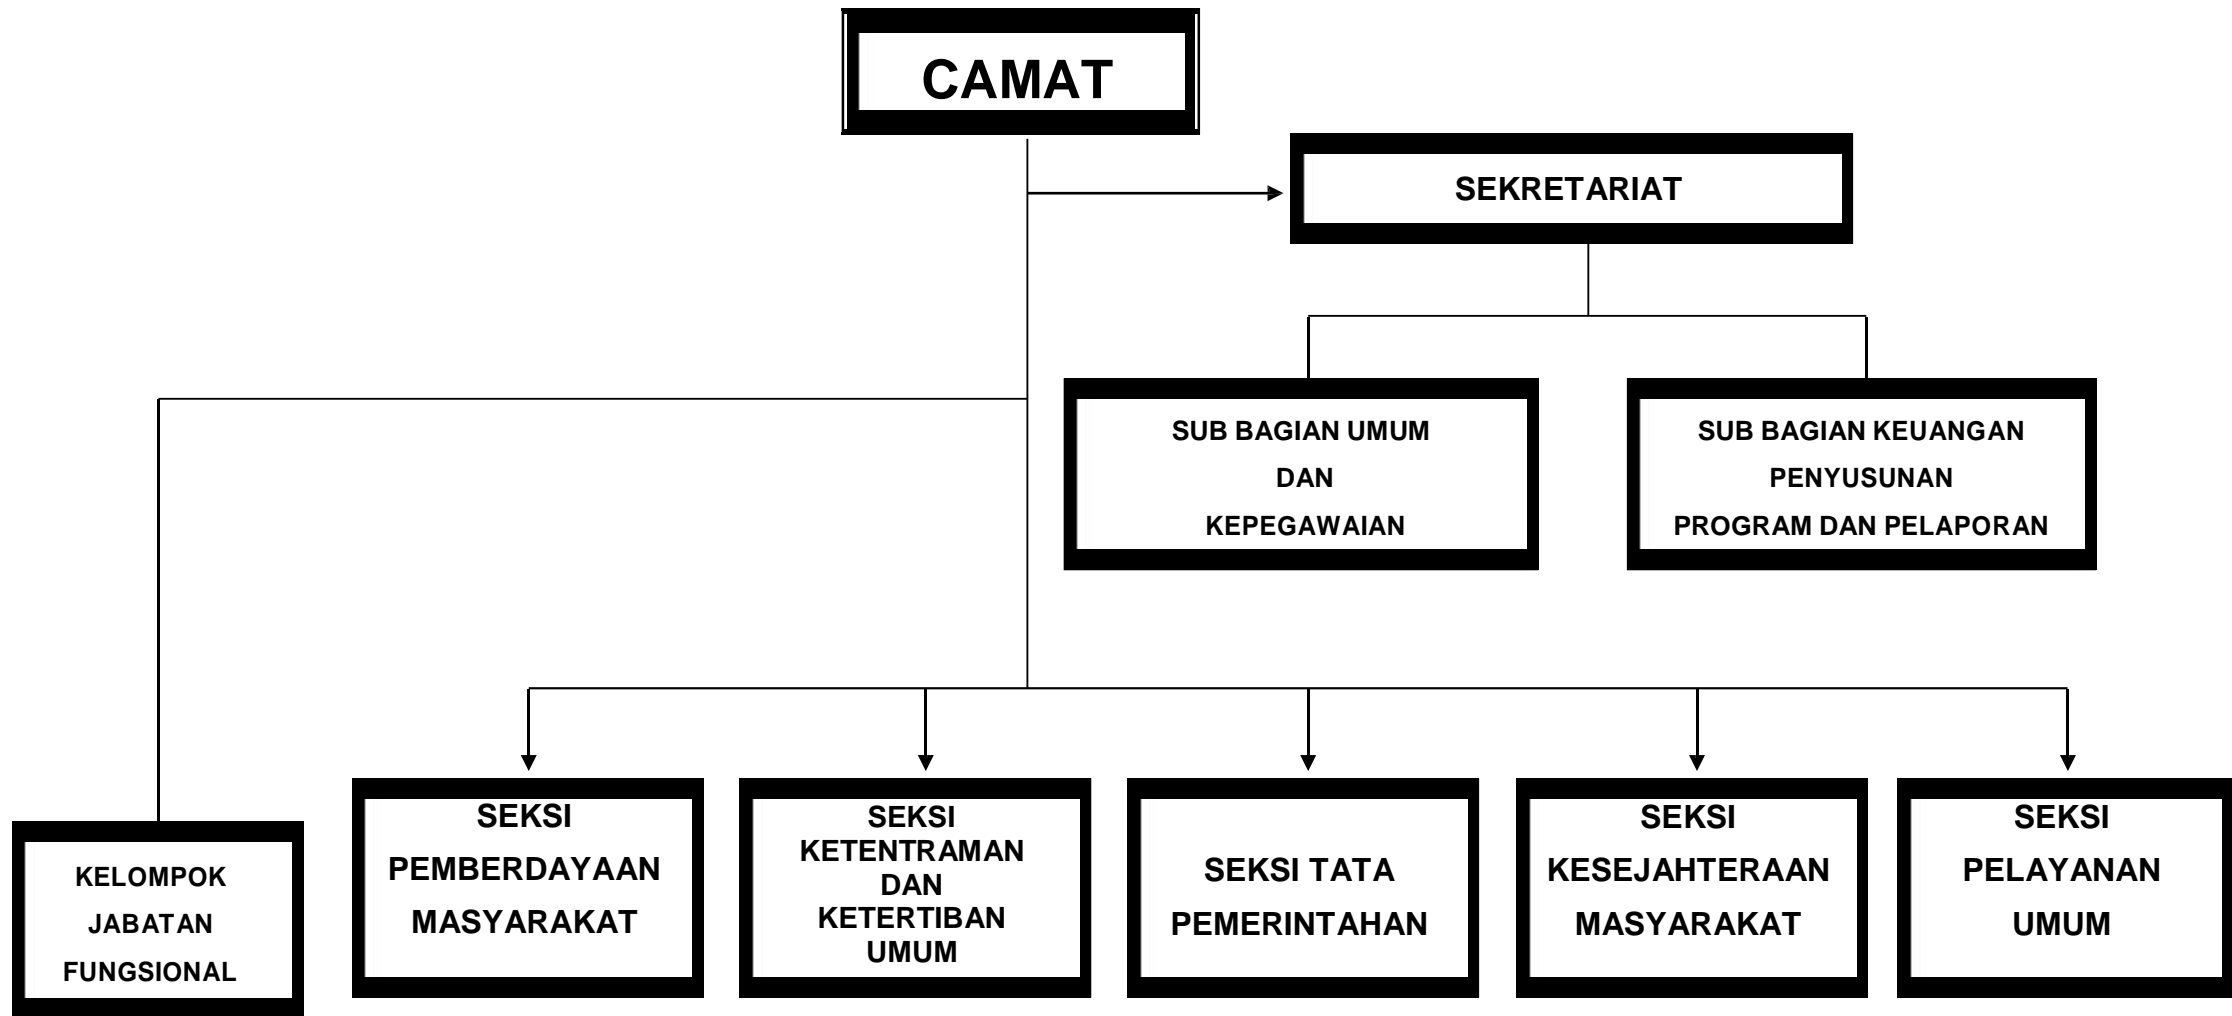 CAMAT
SEKRETARIAT
SUB BAGIAN UMUM
DAN
KEPEGAWAIAN
SUB BAGIAN KEUANGAN
PENYUSUNAN
PROGRAM DAN PELAPORAN
KELOMPOK
JABATAN
FUNGSIONAL
SEKSI
PEMBERDAYAAN
MASYARAKAT
SEKSI
KETENTRAMAN
DAN
KETERTIBAN
UMUM
SEKSI TATA
PEMERINTAHAN
SEKSI
KESEJAHTERAAN
MASYARAKAT
SEKSI
PELAYANAN
UMUM